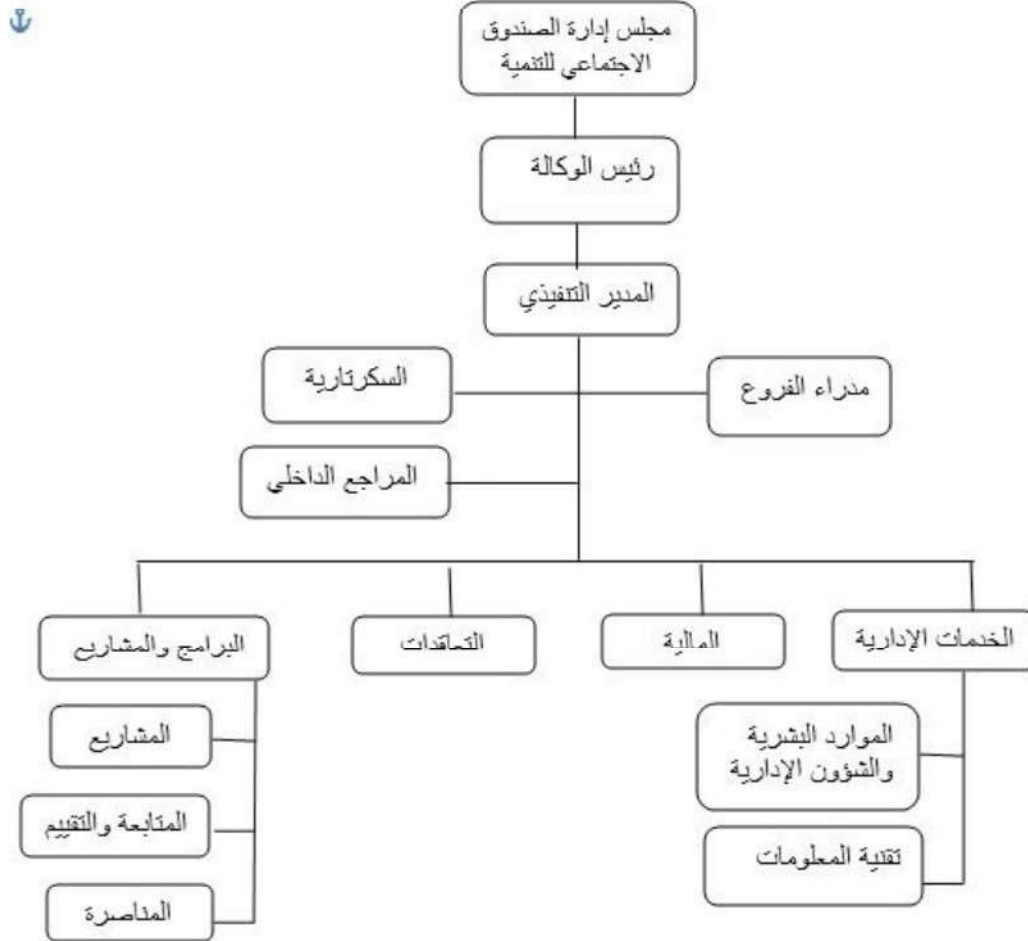 مجلس إدارة الصندوق
الاجتماعي للتنمية
رئيس الوكالة
المدير التنفيذي
مدراء الفروع
السكرتارية
المراجع الداخلي
الخدمات الإدارية
المالية
التعاقدات
البرامج والمشاريع
الموارد البشرية
والشؤون الإدارية
تقنية المعلومات
المشاريع
المتابعة والتقييم
المناصرة